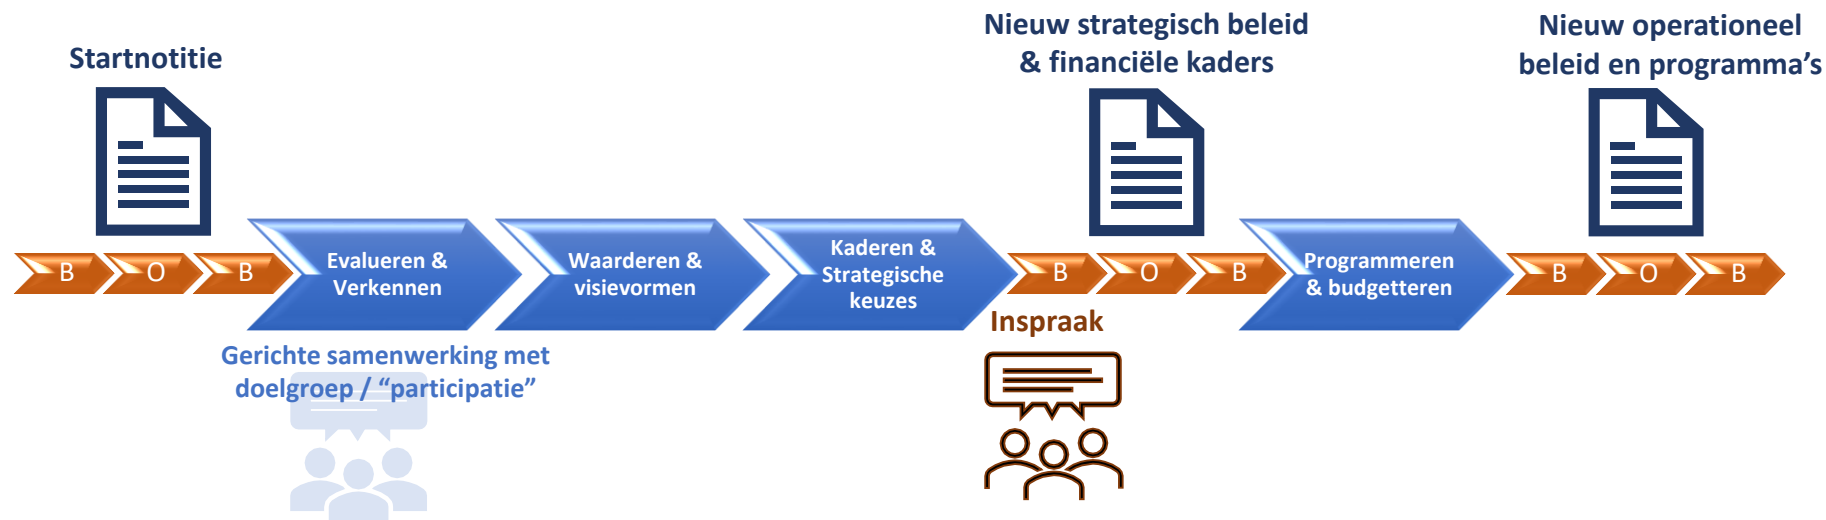 Startnotitie
Nieuw strategisch beleid
& financiële kaders
Nieuw operationeel
beleid en programma's
B
O
B
Evalueren &
Verkennen
Waarderen &
visievormen
Kaderen &
Strategische
keuzes
B
O
B
Programmeren
& budgetteren
B
O
B
Gerichte samenwerking met
doelgroep / “participatie”
Inspraak